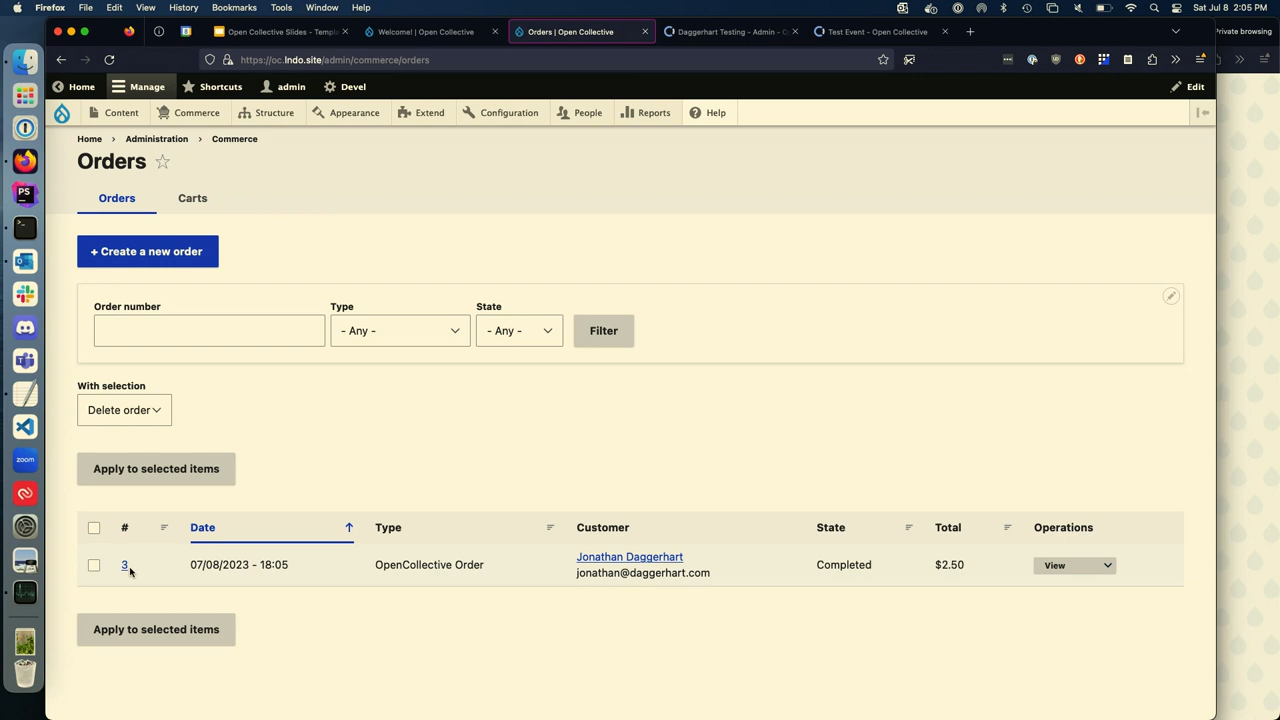 Firefox File Edit View History Bookmarks Tools Window Help Sat Jul 8 2:05 PM
Open Collective Slides - Templa Welcome! | Open Collective Orders | Open Collective Daggerhart Testing - Admin - O Test Event - Open Collective Private browsing
https://oc.lndo.site/admin/commerce/orders
Home Manage Shortcuts admin Devel Edit
Content Commerce Structure Appearance Extend Configuration People Reports Help
Home > Administration > Commerce
Orders
Orders Carts
+ Create a new order
Order number Type State
- Any - - Any - Filter
With selection
Delete order
Apply to selected items
# Date Type Customer State Total Operations
3 07/08/2023 - 18:05 OpenCollective Order Jonathan Daggerhart Completed $2.50 View
jonathan@daggerhart.com
Apply to selected items
PS
zoom